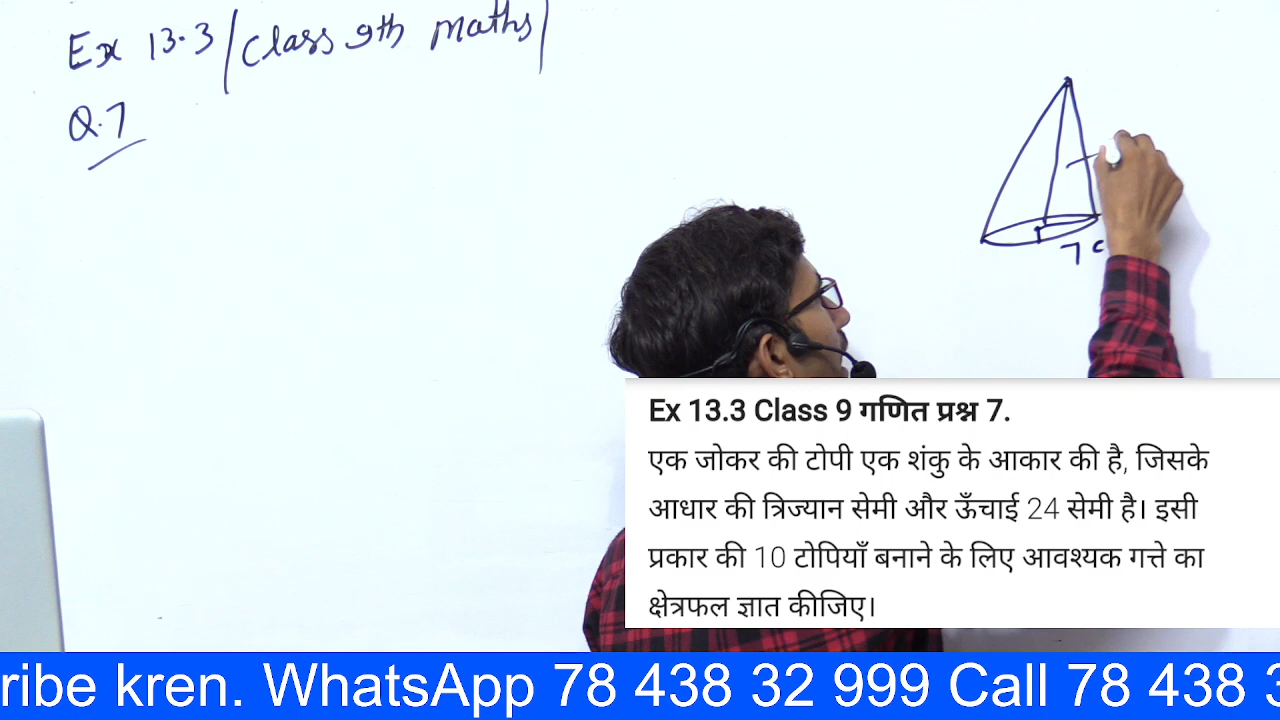 Ex 13.3 / Class 9th maths /
Q.7
7 c
Ex 13.3 Class 9 गणित प्रश्न 7.
एक जोकर की टोपी एक शंकु के आकार की है, जिसके
आधार की त्रिज्यान सेमी और ऊँचाई 24 सेमी है। इसी
प्रकार की 10 टोपियाँ बनाने के लिए आवश्यक गत्ते का
क्षेत्रफल ज्ञात कीजिए।
ribe kren. WhatsApp 78 438 32 999 Call 78 438 3